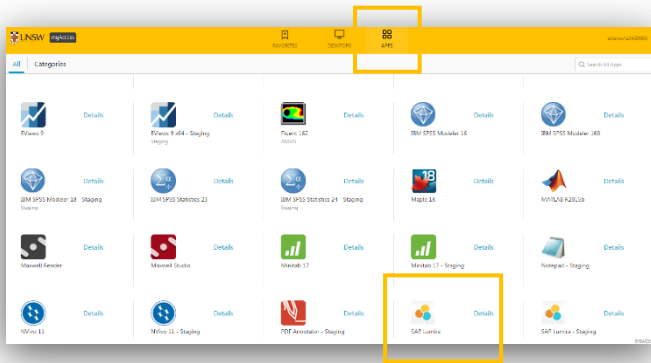 UNSW myAccess
FAVORITES DESKTOPS APPS
All Categories
Search All Apps
Details Details Details Details Details
EViews 9 EViews 9 x64 - Staging Fluent 162 IBM SPSS Modeler 16 IBM SPSS Modeler 160
Staging
Details Details Details Details Details
IBM SPSS Modeler 18 - Staging IBM SPSS Statistics 23 IBM SPSS Statistics 24 - Staging Maple 18 MATLAB R2015b
Staging Staging
Details Details Details Details Details
Maxwell Render Maxwell Studio Minitab 17 Minitab 17 - Staging Notepad - Staging
Details Details Details Details Details
NVivo 11 NVivo 11 - Staging PDF Annotator - Staging SAP Lumira SAP Lumira - Staging